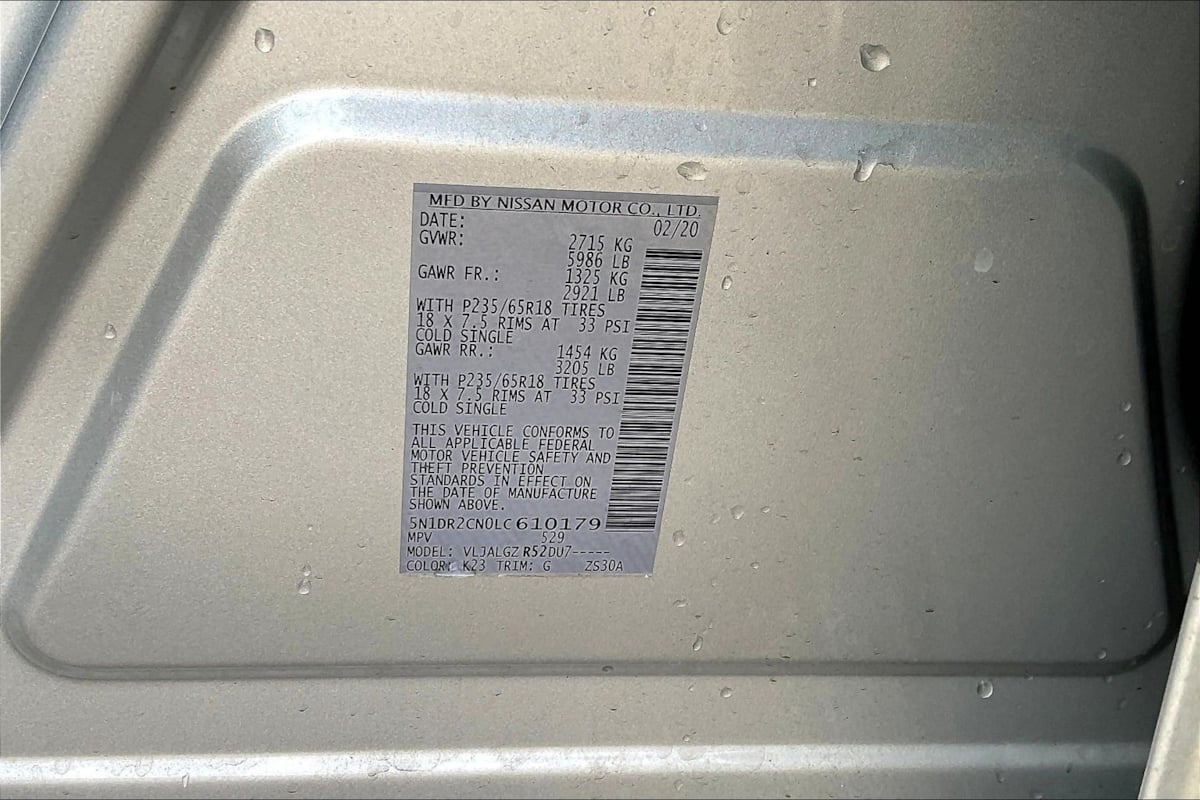 MFD BY NISSAN MOTOR CO., LTD.
DATE: 02/20
GVWR: 2715 KG
5986 LB
GAWR FR.: 1325 KG
2921 LB
WITH P235/65R18 TIRES
18 X 7.5 RIMS AT 33 PSI
COLD SINGLE
GAWR RR.: 1454 KG
3205 LB
WITH P235/65R18 TIRES
18 X 7.5 RIMS AT 33 PSI
COLD SINGLE
THIS VEHICLE CONFORMS TO
ALL APPLICABLE FEDERAL
MOTOR VEHICLE SAFETY AND
THEFT PREVENTION
STANDARDS IN EFFECT ON
THE DATE OF MANUFACTURE
SHOWN ABOVE.
5N1DR2CN0LC610179
MPV 529
MODEL: VLJALGZ R52DU7-----
COLOR: K23 TRIM: G ZS30A